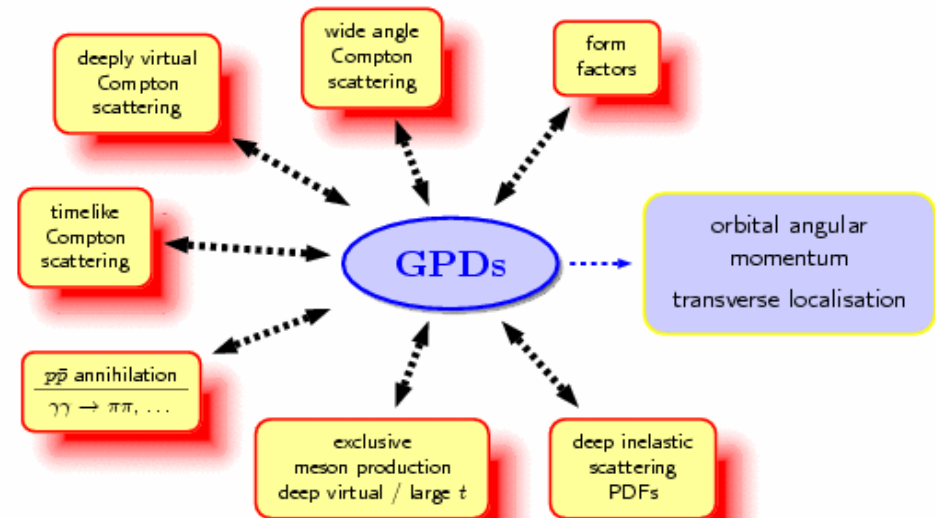 deeply virtual
Compton
scattering
wide angle
Compton
scattering
form
factors
timelike
Compton
scattering
GPDs
orbital angular
momentum
transverse localisation
pp̄ annihilation
γγ → ππ, ...
exclusive
meson production
deep virtual / large t
deep inelastic
scattering
PDFs